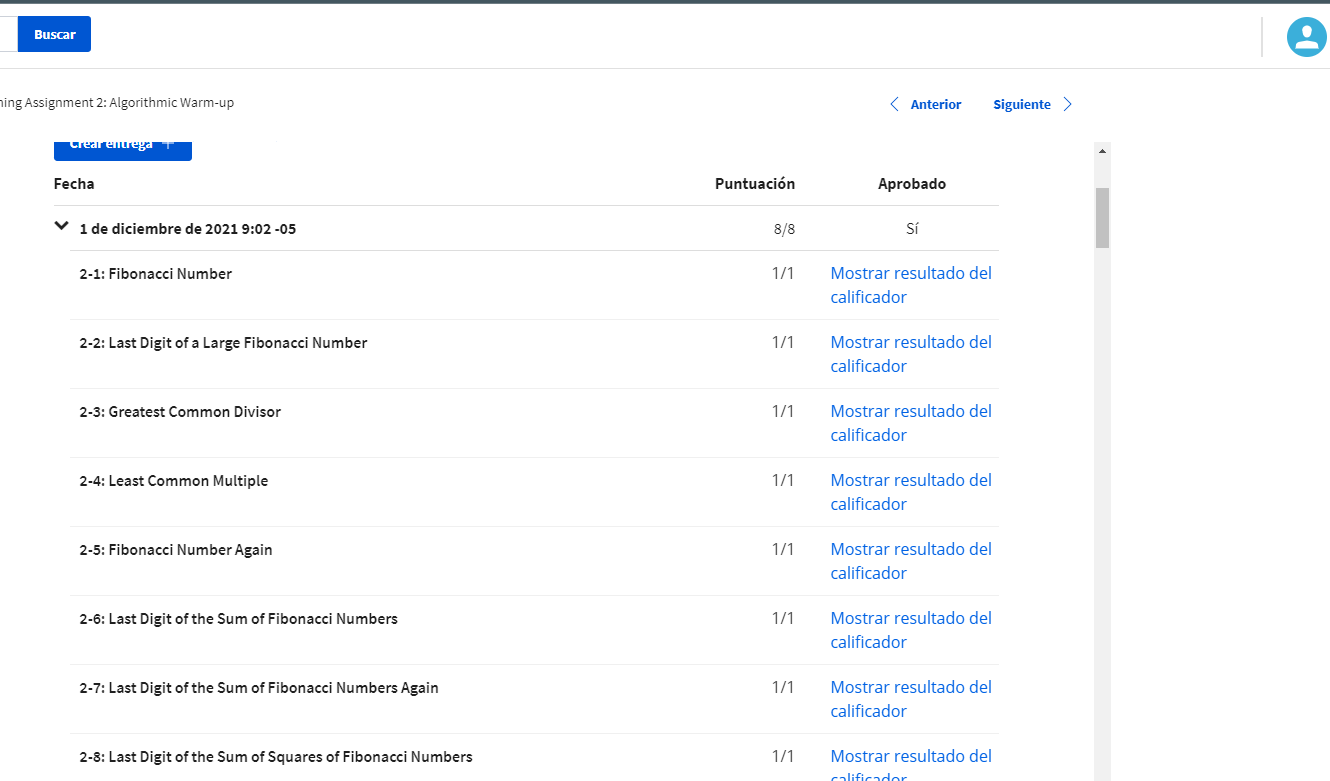 Buscar
ing Assignment 2: Algorithmic Warm-up
Anterior Siguiente
Crear entrega
Fecha Puntuación Aprobado
1 de diciembre de 2021 9:02 -05 8/8 Sí
2-1: Fibonacci Number 1/1 Mostrar resultado del
calificador
2-2: Last Digit of a Large Fibonacci Number 1/1 Mostrar resultado del
calificador
2-3: Greatest Common Divisor 1/1 Mostrar resultado del
calificador
2-4: Least Common Multiple 1/1 Mostrar resultado del
calificador
2-5: Fibonacci Number Again 1/1 Mostrar resultado del
calificador
2-6: Last Digit of the Sum of Fibonacci Numbers 1/1 Mostrar resultado del
calificador
2-7: Last Digit of the Sum of Fibonacci Numbers Again 1/1 Mostrar resultado del
calificador
2-8: Last Digit of the Sum of Squares of Fibonacci Numbers 1/1 Mostrar resultado del
calificador